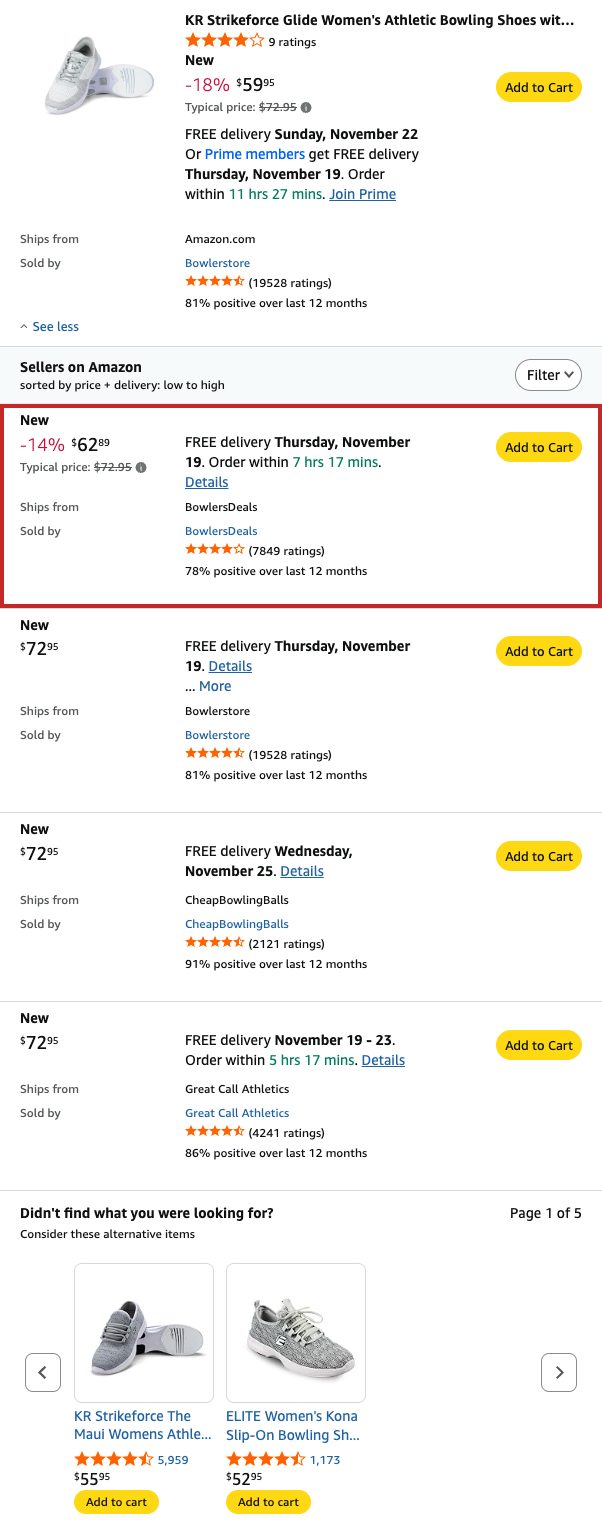 KR Strikeforce Glide Women's Athletic Bowling Shoes wit...
9 ratings
New
-18% $59 95
Typical price: $72.95
Add to Cart
FREE delivery Sunday, November 22
Or Prime members get FREE delivery
Thursday, November 19. Order
within 11 hrs 27 mins. Join Prime
Ships from Amazon.com
Sold by Bowlerstore
(19528 ratings)
81% positive over last 12 months
See less
Sellers on Amazon
sorted by price + delivery: low to high
Filter
New
-14% $62 89
Typical price: $72.95
FREE delivery Thursday, November
19. Order within 7 hrs 17 mins.
Details
Add to Cart
Ships from BowlersDeals
Sold by BowlersDeals
(7849 ratings)
78% positive over last 12 months
New
$72 95
FREE delivery Thursday, November
19. Details
... More
Add to Cart
Ships from Bowlerstore
Sold by Bowlerstore
(19528 ratings)
81% positive over last 12 months
New
$72 95
FREE delivery Wednesday,
November 25. Details
Add to Cart
Ships from CheapBowlingBalls
Sold by CheapBowlingBalls
(2121 ratings)
91% positive over last 12 months
New
$72 95
FREE delivery November 19 - 23.
Order within 5 hrs 17 mins. Details
Add to Cart
Ships from Great Call Athletics
Sold by Great Call Athletics
(4241 ratings)
86% positive over last 12 months
Didn't find what you were looking for?
Page 1 of 5
Consider these alternative items
KR Strikeforce The
Maui Womens Athle...
5,959
$55 95
Add to cart
ELITE Women's Kona
Slip-On Bowling Sh...
1,173
$52 95
Add to cart